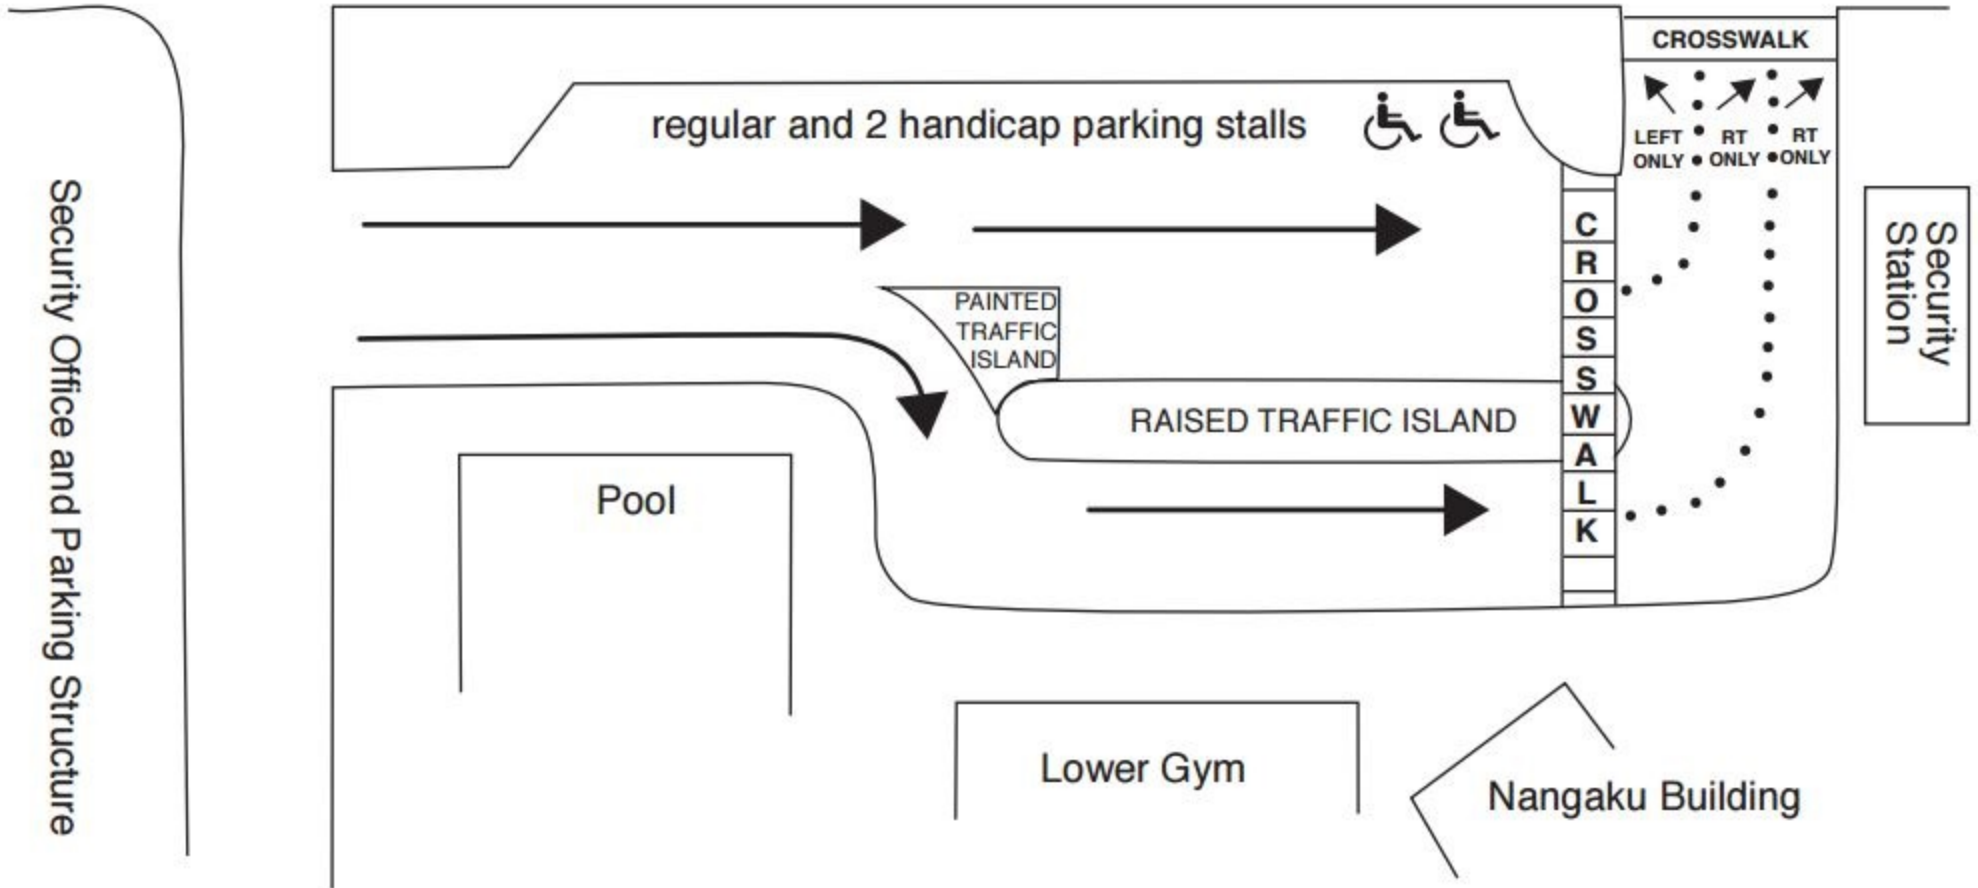 CROSSWALK
regular and 2 handicap parking stalls
LEFT
ONLY
RT
ONLY
RT
ONLY
Security Office and Parking Structure
CROSSWALK
Security
Station
PAINTED
TRAFFIC
ISLAND
RAISED TRAFFIC ISLAND
Pool
Lower Gym
Nangaku Building